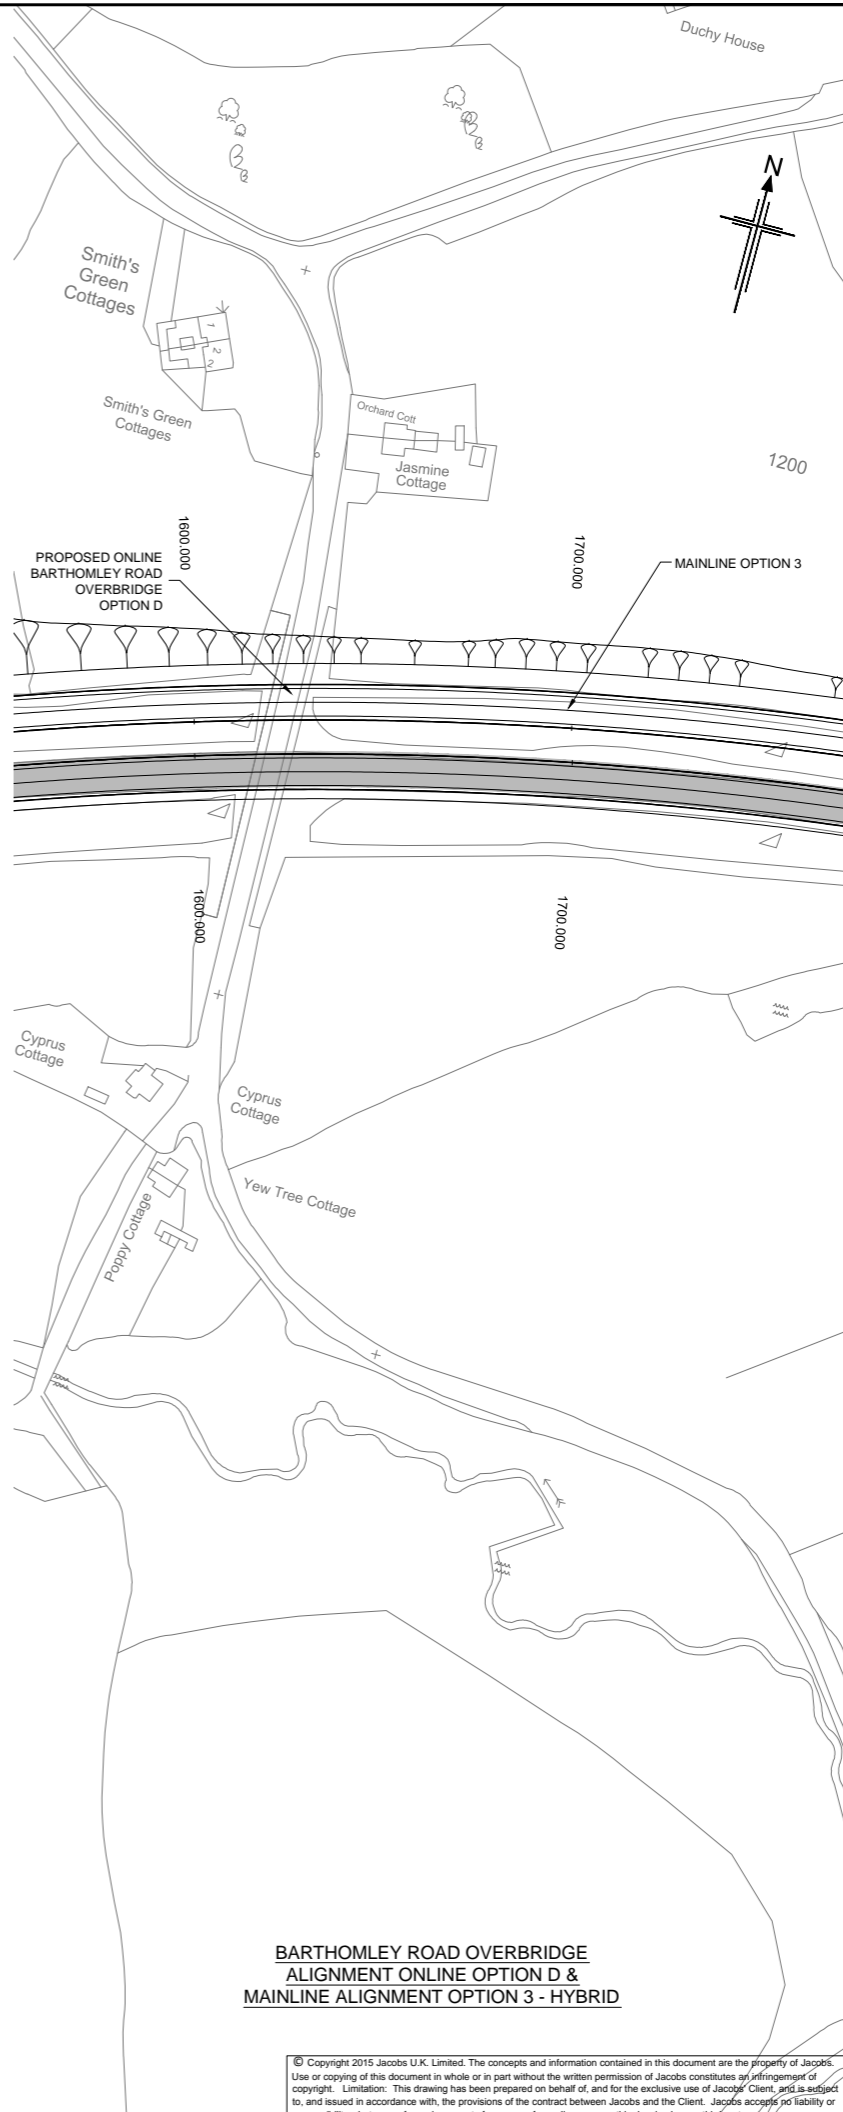 Duchy House
N
Smith's
Green
Cottages
1
2
2
Smith's Green
Cottages
Orchard Cott
Jasmine
Cottage
1200
1600.000
1700.000
PROPOSED ONLINE
BARTHOMLEY ROAD
OVERBRIDGE
OPTION D
MAINLINE OPTION 3
1600.000
1700.000
Cyprus
Cottage
Cyprus
Cottage
Yew Tree Cottage
Poppy Cottage
BARTHOMLEY ROAD OVERBRIDGE
ALIGNMENT ONLINE OPTION D &
MAINLINE ALIGNMENT OPTION 3 - HYBRID
© Copyright 2015 Jacobs U.K. Limited. The concepts and information contained in this document are the property of Jacobs.
Use or copying of this document in whole or in part without the written permission of Jacobs constitutes an infringement of
copyright. Limitation: This drawing has been prepared on behalf of, and for the exclusive use of Jacobs' Client, and is subject
to, and issued in accordance with, the provisions of the contract between Jacobs and the Client. Jacobs accepts no liability or